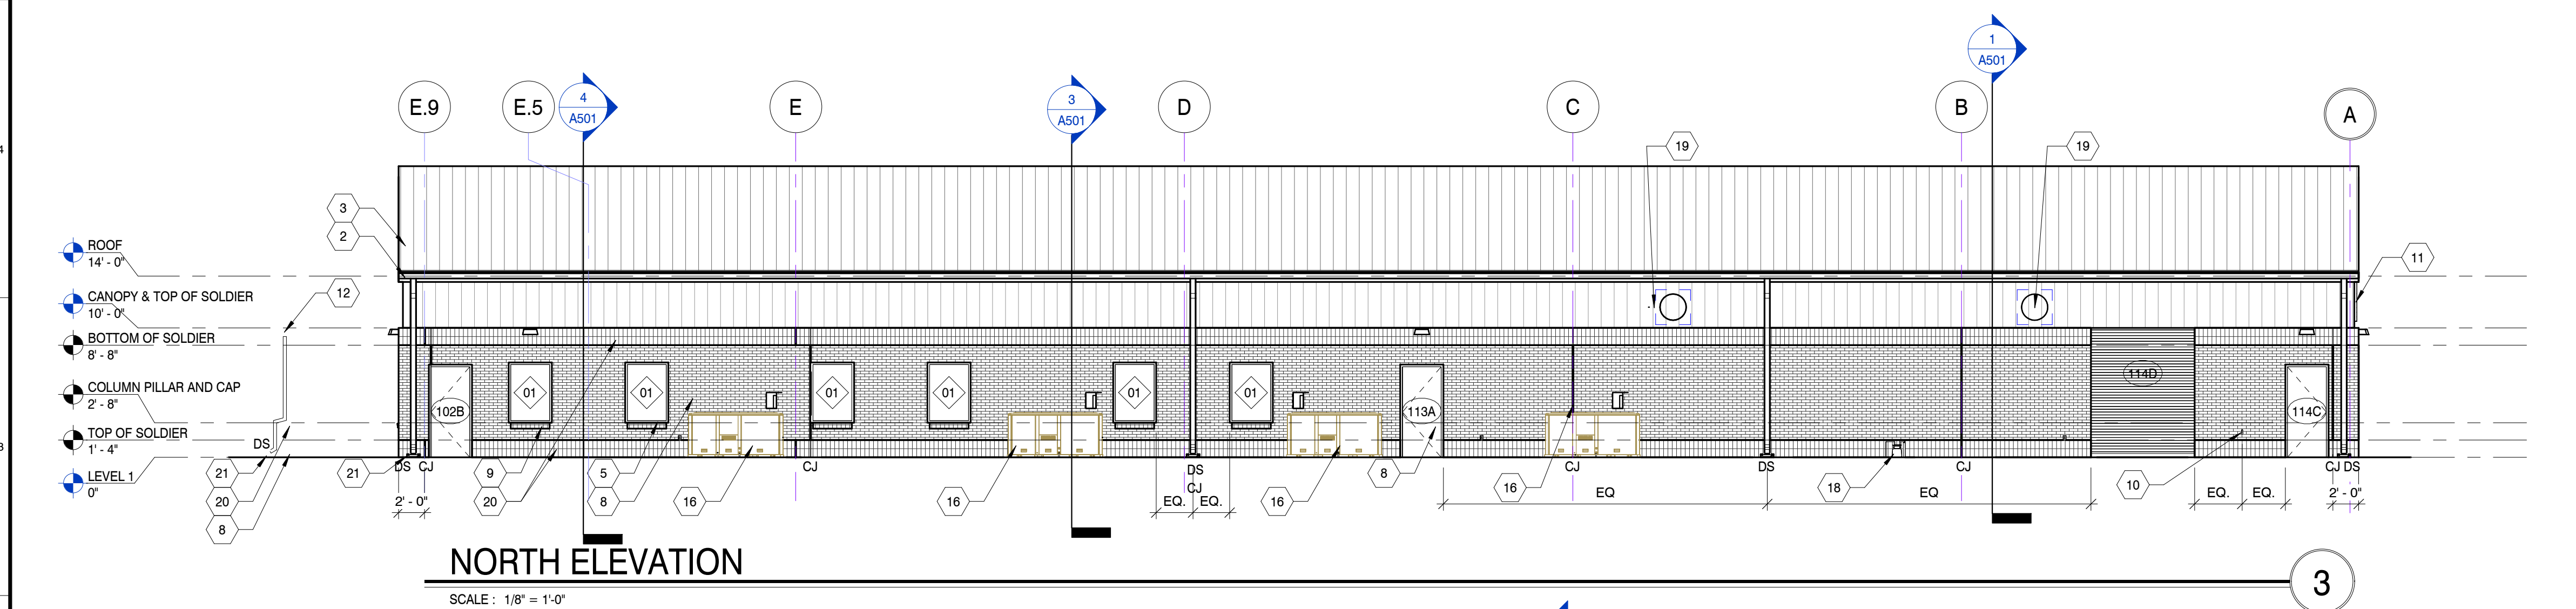 1
A501
E.9
E.5
4
A501
E
3
A501
D
C
B
A
4
19
19
3
2
ROOF
14' - 0"
11
12
CANOPY & TOP OF SOLDIER
10' - 0"
BOTTOM OF SOLDIER
8' - 8"
COLUMN PILLAR AND CAP
2' - 8"
TOP OF SOLDIER
1' - 4"
LEVEL 1
0"
01
01
01
01
01
01
102B
113A
114D
114C
3
DS
DS
CJ
CJ
DS
CJ
CJ
DS
CJ
CJ
DS
21
20
8
21
9
20
5
8
16
16
16
16
8
18
10
2' - 0"
EQ.
EQ.
EQ
EQ
EQ.
EQ.
2' - 0"
NORTH ELEVATION
3
SCALE : 1/8" = 1'-0"